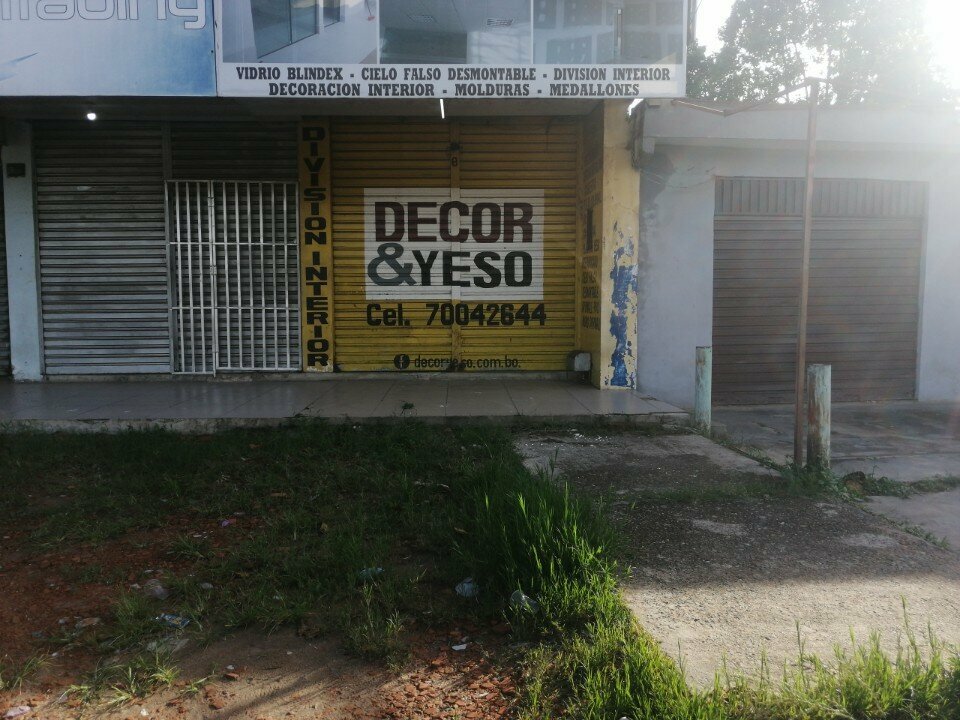 VIDRIO BLINDEX - CIELO FALSO DESMONTABLE - DIVISION INTERIOR
DECORACION INTERIOR - MOLDURAS - MEDALLONES
DIVISION INTERIOR
DECOR
&YESO
Cel. 70042644
decoryeso.com.bo.